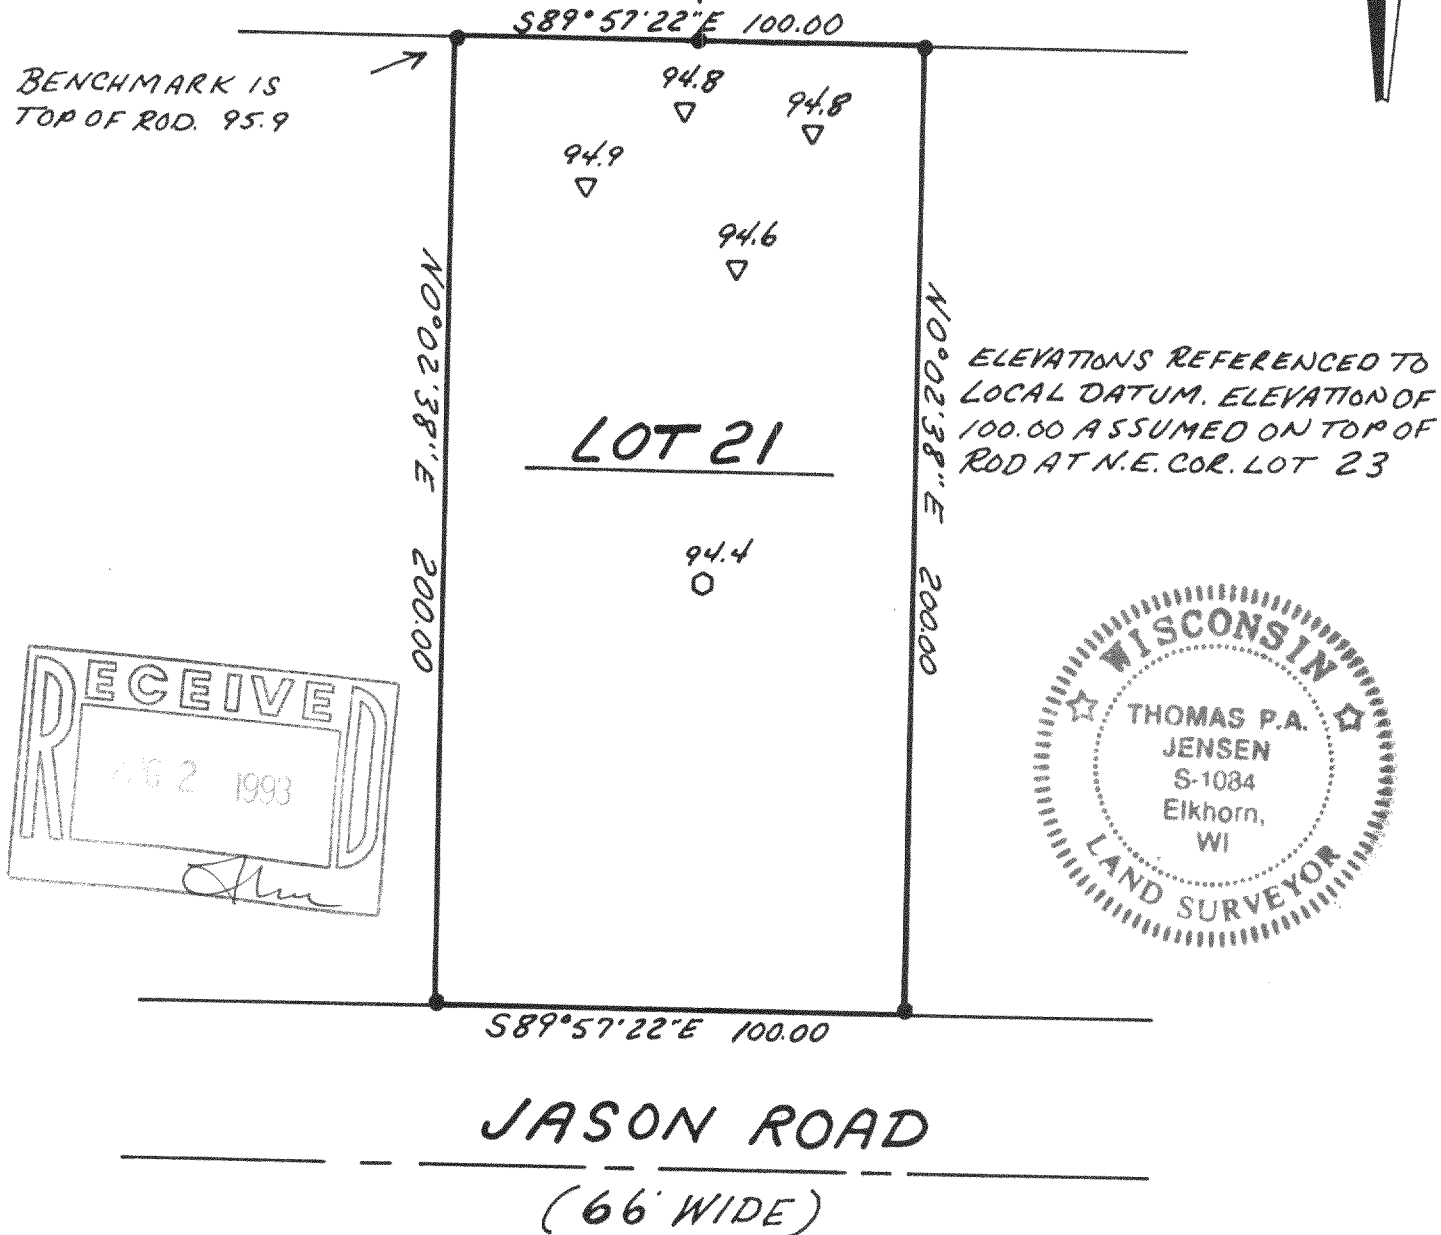 S89°57'22"E 100.00
BENCHMARK IS
TOP OF ROD. 95.9
94.8
94.8
94.9
94.6
N0°02'38"E 200.00
N0°02'38"E 200.00
ELEVATIONS REFERENCED TO
LOCAL DATUM. ELEVATION OF
100.00 ASSUMED ON TOP OF
ROD AT N.E. COR. LOT 23
LOT 21
94.4
RECEIVED
AUG 2 1993
WISCONSIN
THOMAS P.A.
JENSEN
S-1084
Elkhorn,
WI
LAND SURVEYOR
S89°57'22"E 100.00
JASON ROAD
(66' WIDE)